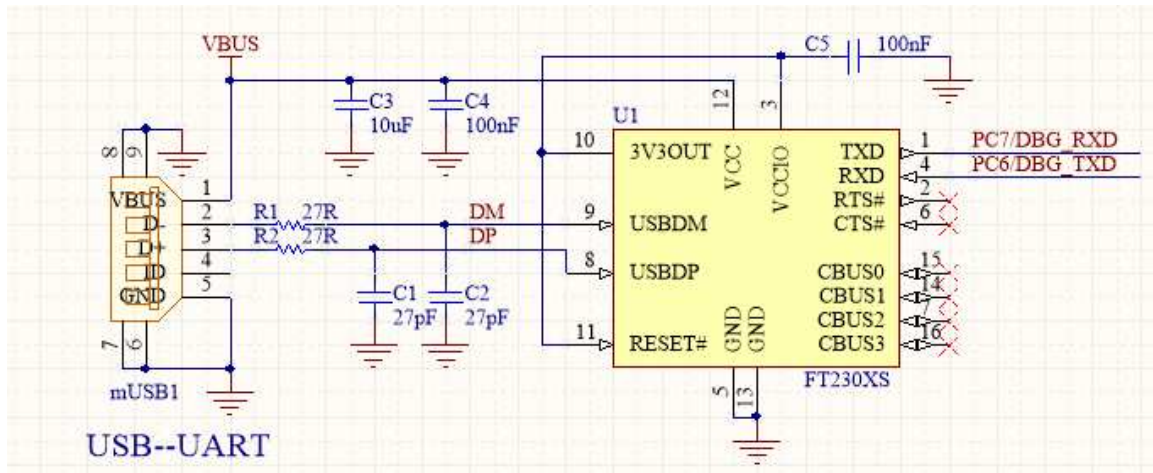 VBUS
C5 100nF
C3 10uF
C4 100nF
U1
12 3
8 9
10 3V3OUT VCC VCCIO TXD 1 PC7/DBG_RXD
RXD 4 PC6/DBG_TXD
VBUS 1
RTS# 2
D- 2 R1 27R DM 9 USBDM CTS# 6
D+ 3 R2 27R DP
ID 4 8 USBDP CBUS0 15
GND 5 C1 27pF C2 27pF CBUS1 14
CBUS2 7
11 RESET# GND GND CBUS3 16
7 6
5 13
mUSB1 FT230XS
USB--UART